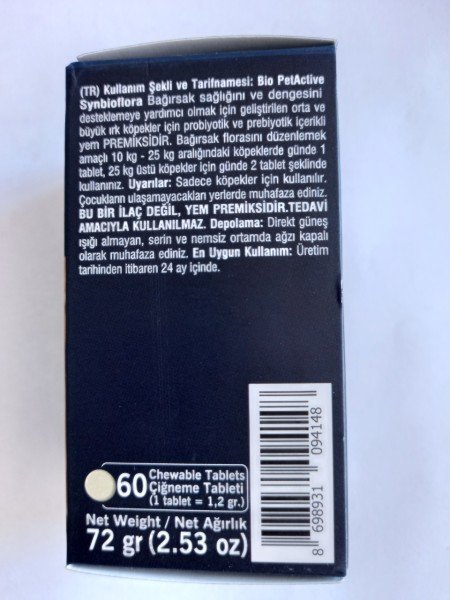 (TR) Kullanım Şekli ve Tarifnamesi: Bio PetActive
Synbioflora Bağırsak sağlığını ve dengesini
desteklemeye yardımcı olmak için geliştirilen orta ve
büyük ırk köpekler için probiyotik ve prebiyotik içerikli
yem PREMİKSİDİR. Bağırsak florasını düzenlemek
amaçlı 10 kg - 25 kg aralığındaki köpeklerde günde 1
tablet, 25 kg üstü köpekler için günde 2 tablet şeklinde
kullanınız. Uyarılar: Sadece köpekler için kullanılır.
Çocukların ulaşamayacakları yerlerde muhafaza ediniz.
BU BİR İLAÇ DEĞİL, YEM PREMİKSİDİR.TEDAVİ
AMACIYLA KULLANILMAZ. Depolama: Direkt güneş
ışığı almayan, serin ve nemsiz ortamda ağzı kapalı
olarak muhafaza ediniz. En Uygun Kullanım: Üretim
tarihinden itibaren 24 ay içinde.
60 Chewable Tablets
Çiğneme Tableti
(1 tablet = 1,2 gr.)
Net Weight / Net Ağırlık
72 gr (2.53 oz)
8 698931 094148